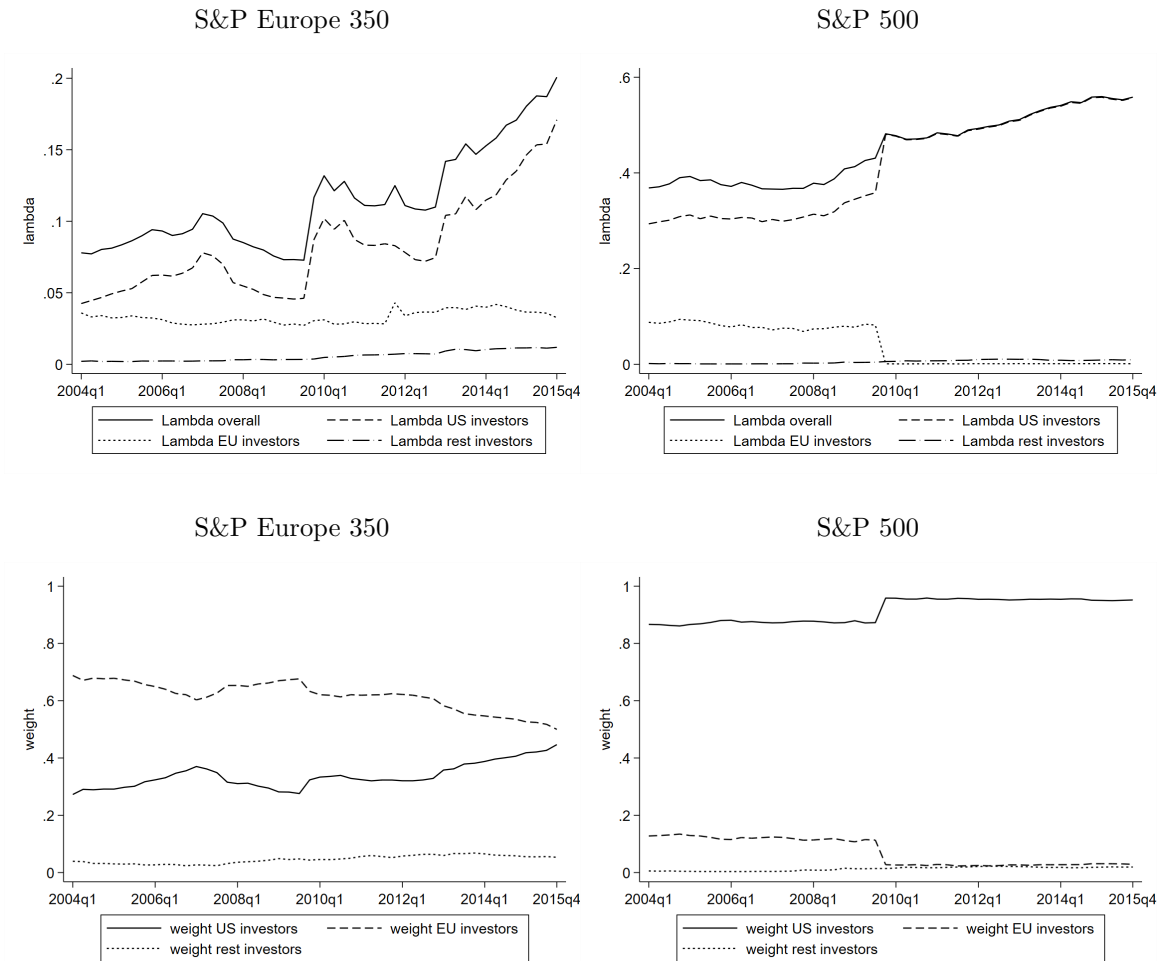 S&P Europe 350
S&P 500
.2
.15
.1
.05
0
lambda
2004q1 2006q1 2008q1 2010q1 2012q1 2014q1 2015q4
Lambda overall Lambda US investors
Lambda EU investors Lambda rest investors
.6
.4
.2
0
lambda
2004q1 2006q1 2008q1 2010q1 2012q1 2014q1 2015q4
Lambda overall Lambda US investors
Lambda EU investors Lambda rest investors
S&P Europe 350
S&P 500
1
.8
.6
.4
.2
0
weight
2004q1 2006q1 2008q1 2010q1 2012q1 2014q1 2015q4
weight US investors weight EU investors
weight rest investors
1
.8
.6
.4
.2
0
weight
2004q1 2006q1 2008q1 2010q1 2012q1 2014q1 2015q4
weight US investors weight EU investors
weight rest investors